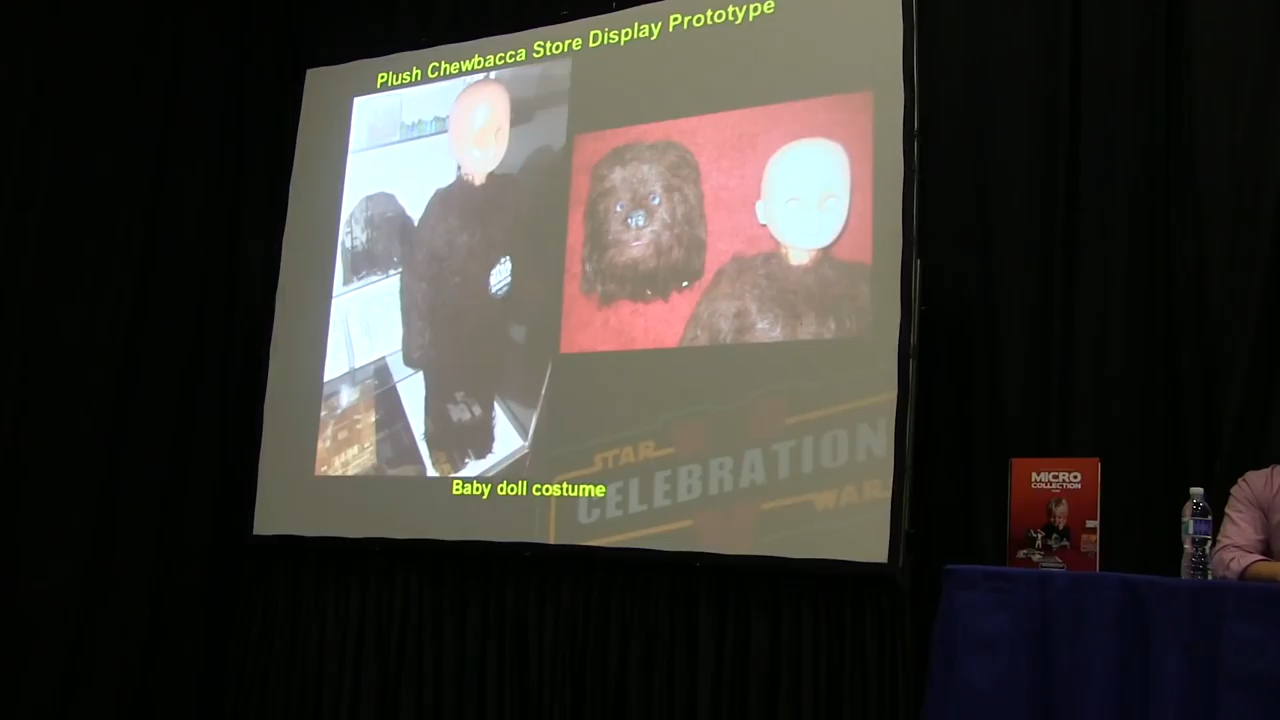 Plush Chewbacca Store Display Prototype
Baby doll costume
STAR
CELEBRATION
WARS
MICRO
COLLECTION